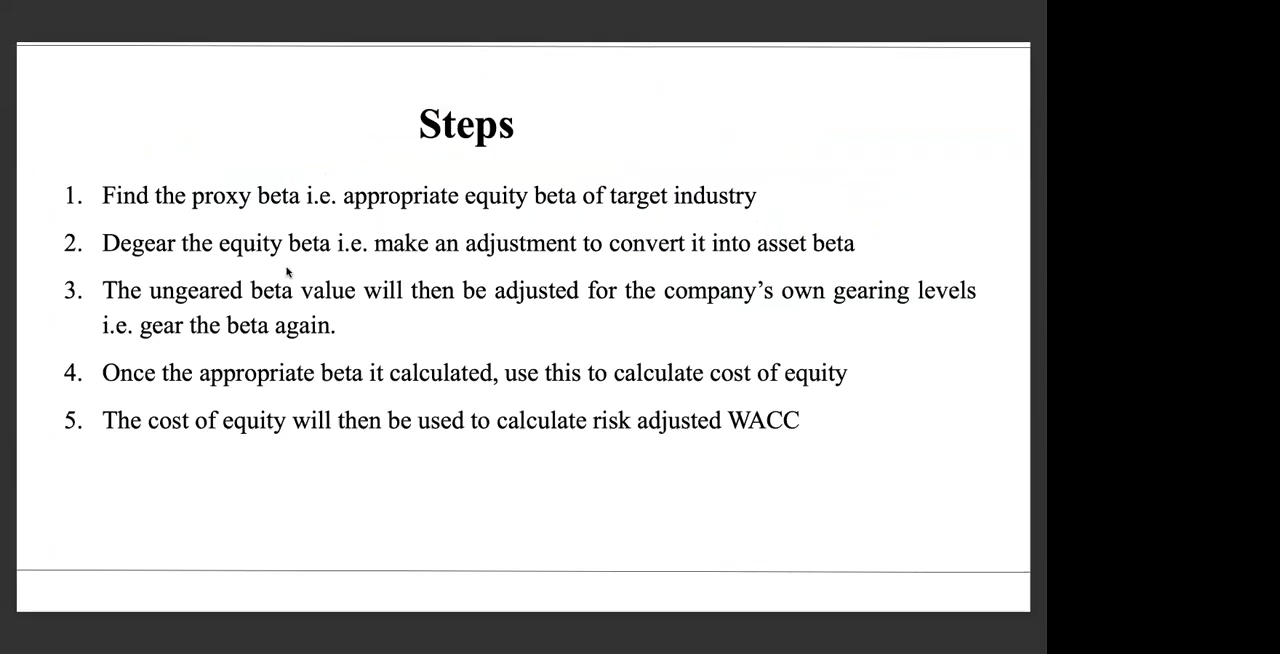 Steps
1. Find the proxy beta i.e. appropriate equity beta of target industry
2. Degear the equity beta i.e. make an adjustment to convert it into asset beta
3. The ungeared beta value will then be adjusted for the company’s own gearing levels
i.e. gear the beta again.
4. Once the appropriate beta it calculated, use this to calculate cost of equity
5. The cost of equity will then be used to calculate risk adjusted WACC